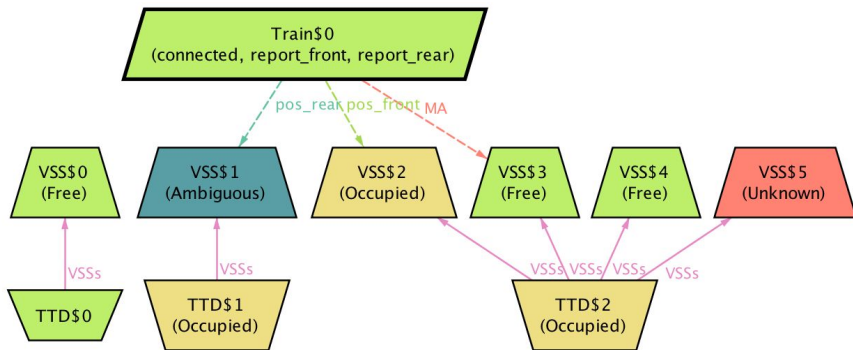 Train$0
(connected, report_front, report_rear)
pos_rear
pos_front
MA
VSS$0
(Free)
VSS$1
(Ambiguous)
VSS$2
(Occupied)
VSS$3
(Free)
VSS$4
(Free)
VSS$5
(Unknown)
VSSs
VSSs
VSSs
VSSs
VSSs
VSSs
TTD$0
TTD$1
(Occupied)
TTD$2
(Occupied)